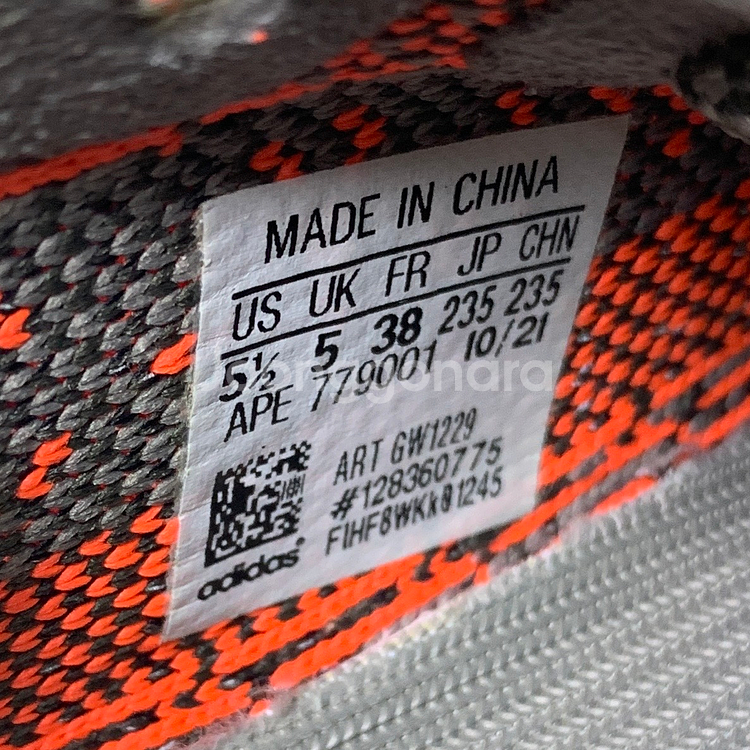 MADE IN CHINA
US UK FR JP CHN
5½ 5 38 235 235
APE 779001 10/21
ART GW1229
#128360775
adidas